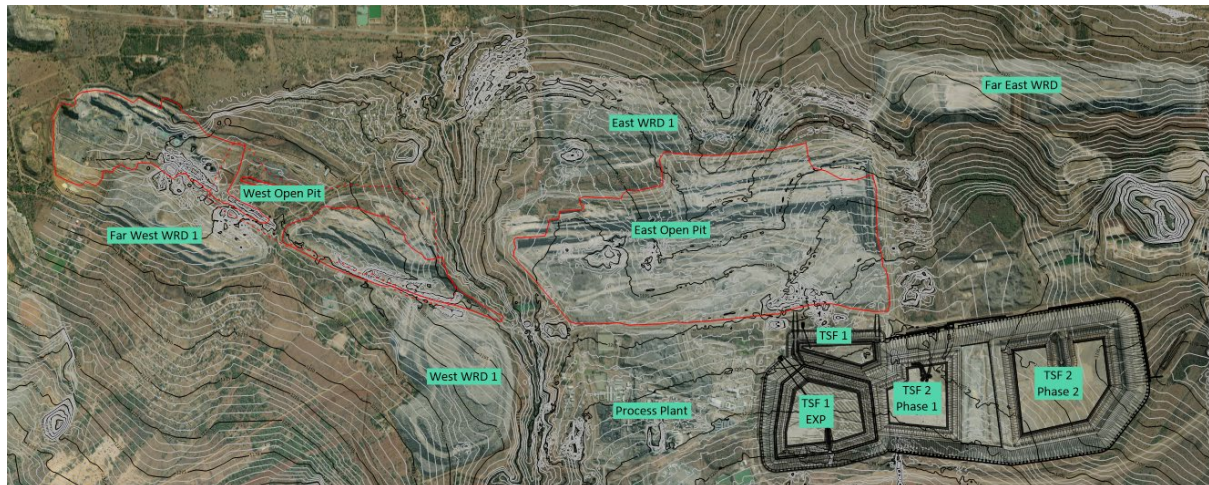 Far East WRD
East WRD 1
West Open Pit
Far West WRD 1
East Open Pit
TSF 1
West WRD 1
TSF 1
EXP
TSF 2
Phase 1
TSF 2
Phase 2
Process Plant